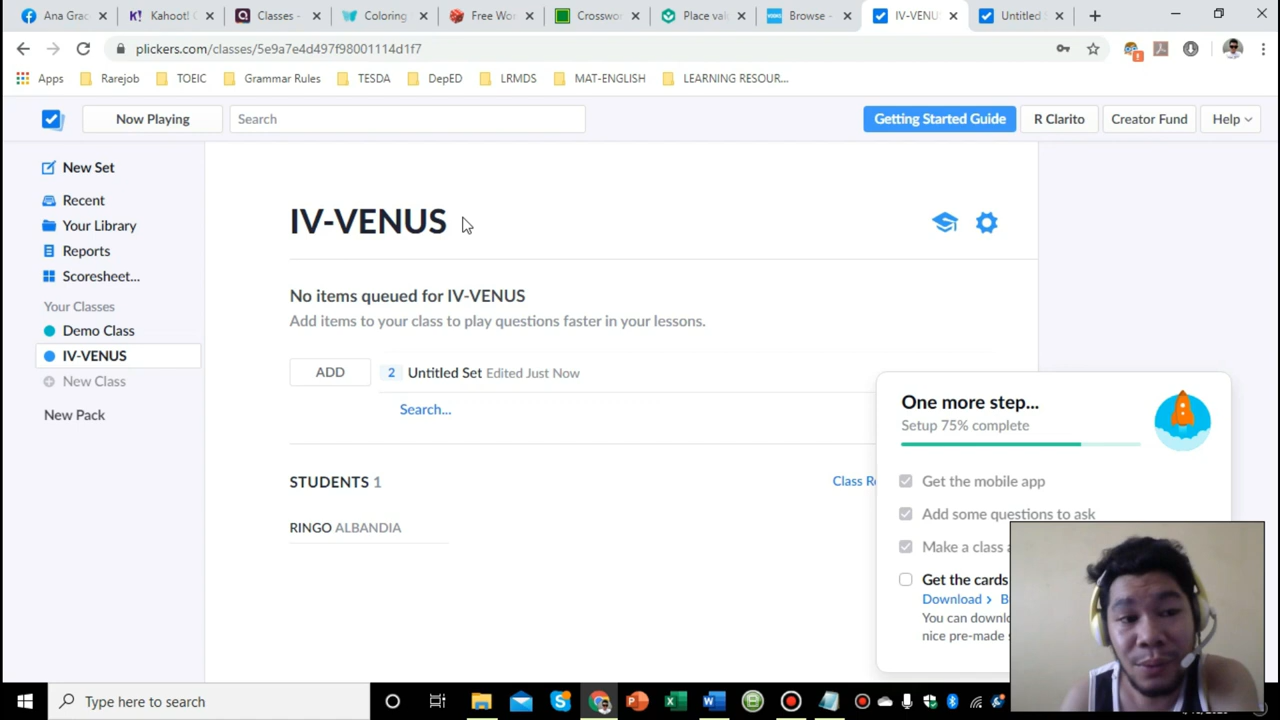 Ana Grac
Kahoot!
Classes -
Coloring
Free Wo
Crosswor
Place val
Browse -
IV-VENU
Untitled
plickers.com/classes/5e9a7e4d497f98001114d1f7
Apps Rarejob TOEIC Grammar Rules TESDA DepED LRMDS MAT-ENGLISH LEARNING RESOUR...
Now Playing
Search
Getting Started Guide
R Clarito
Creator Fund
Help
New Set
Recent
Your Library
Reports
Scoresheet...
Your Classes
Demo Class
IV-VENUS
New Class
New Pack
IV-VENUS
No items queued for IV-VENUS
Add items to your class to play questions faster in your lessons.
ADD
2 Untitled Set Edited Just Now
Search...
STUDENTS 1
Class Re
RINGO ALBANDIA
One more step...
Setup 75% complete
Get the mobile app
Add some questions to ask
Make a class a
Get the cards
Download > B
You can downlo
nice pre-made s
Type here to search